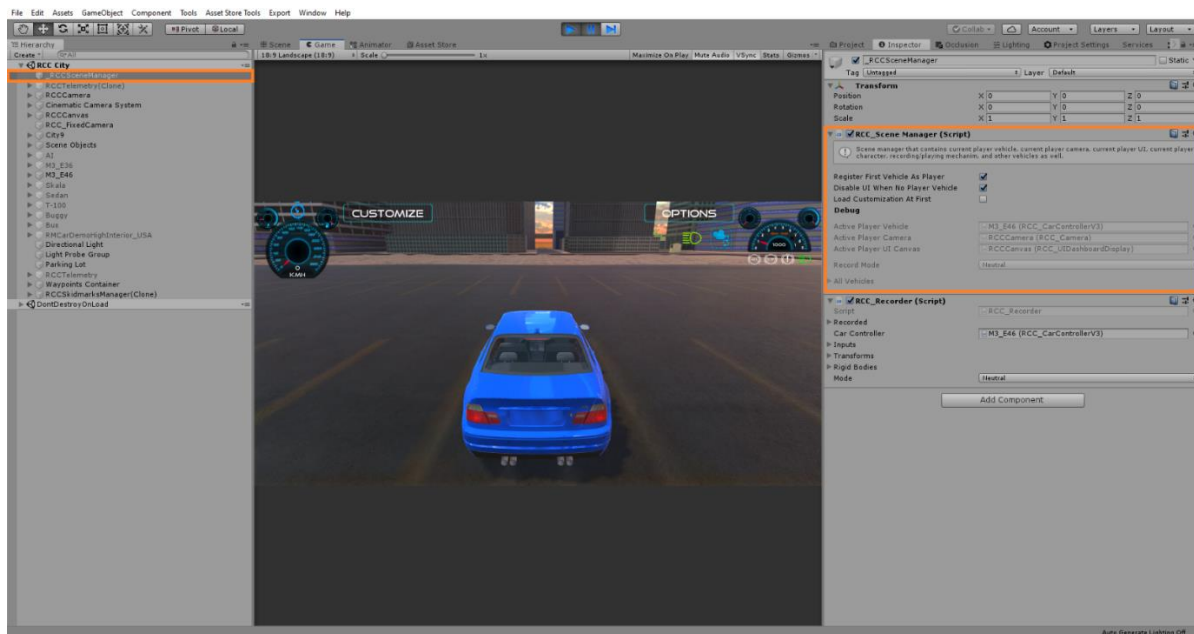 File Edit Assets GameObject Component Tools Asset Store Tools Export Window Help
Pivot Local Collab Account Layers Layout
Hierarchy Scene Game Animator Asset Store Project Inspector Occlusion Lighting Project Settings Services
Create All 18:9 Landscape (18:9) Scale 1x Maximize On Play Mute Audio VSync Stats Gizmos
RCC City
_RCCSceneManager
RCCTelemetry(Clone)
RCCCamera
Cinematic Camera System
RCCCanvas
RCC_FixedCamera
City9
Scene Objects
AI
M3_E36
M3_E46
Skala
Sedan
T-100
Buggy
Bus
RMCarDemoHighInterior_USA
Directional Light
Light Probe Group
Parking Lot
RCCTelemetry
Waypoints Container
RCCSkidmarksManager(Clone)
DontDestroyOnLoad
CUSTOMIZE
OPTIONS
0
KMH
1000
_RCCSceneManager Static
Tag Untagged Layer Default
Transform
Position X 0 Y 0 Z 0
Rotation X 0 Y 0 Z 0
Scale X 1 Y 1 Z 1
RCC_Scene Manager (Script)
Scene manager that contains current player vehicle, current player camera, current player UI, current player
character, recording/playing mechanim, and other vehicles as well.
Register First Vehicle As Player
Disable UI When No Player Vehicle
Load Customization At First
Debug
Active Player Vehicle M3_E46 (RCC_CarControllerV3)
Active Player Camera RCCCamera (RCC_Camera)
Active Player UI Canvas RCCCanvas (RCC_UIDashboardDisplay)
Record Mode Neutral
All Vehicles
RCC_Recorder (Script)
Script RCC_Recorder
Recorded
Car Controller M3_E46 (RCC_CarControllerV3)
Inputs
Transforms
Rigid Bodies
Mode Neutral
Add Component
Auto Generate Lighting Off